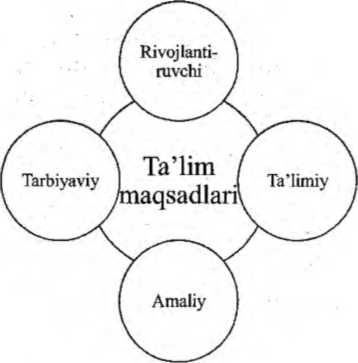 Rivojlanti-
ruvchi
Tarbiyaviy
Ta'lim
maqsadlari
Ta'limiy
Amaliy